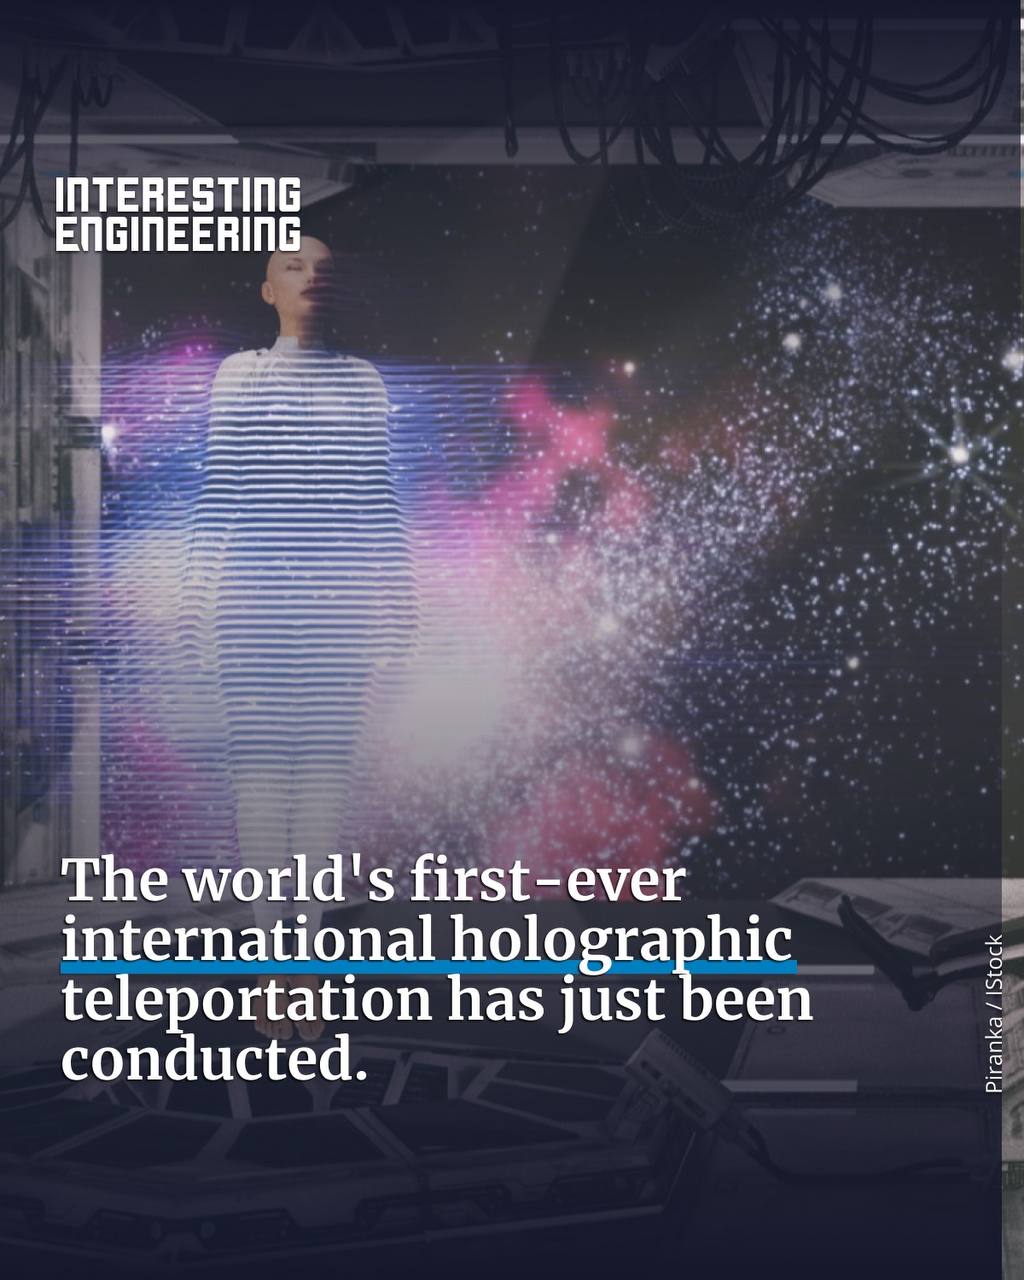 INTERESTING
ENGINEERING
The world's first-ever
international holographic
teleportation has just been
conducted.
Piranka / iStock